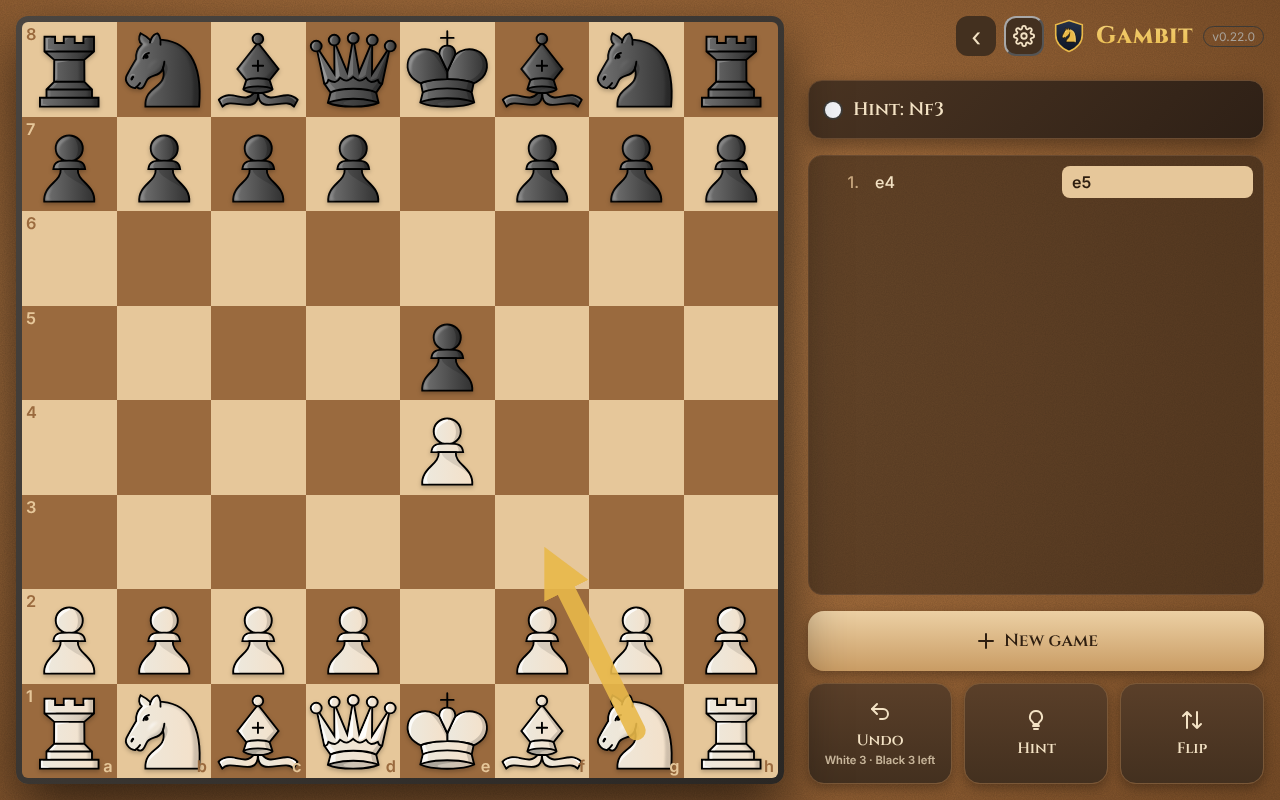 Gambit v0.22.0
Hint: Nf3
1. e4 e5
8
7
6
5
4
3
2
1
a b c d e f g h
New game
Undo
White 3 · Black 3 left
Hint
Flip